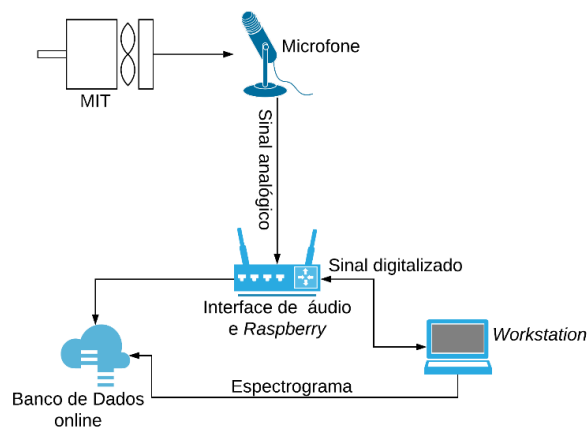 Microfone
MIT
Sinal analógico
Sinal digitalizado
Interface de áudio
e Raspberry
Workstation
Espectrograma
Banco de Dados
online